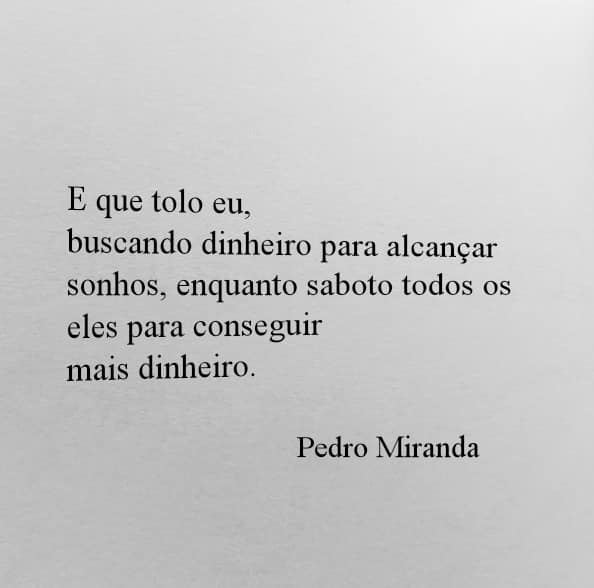 E que tolo eu,
buscando dinheiro para alcançar
sonhos, enquanto saboto todos os
eles para conseguir
mais dinheiro.
Pedro Miranda